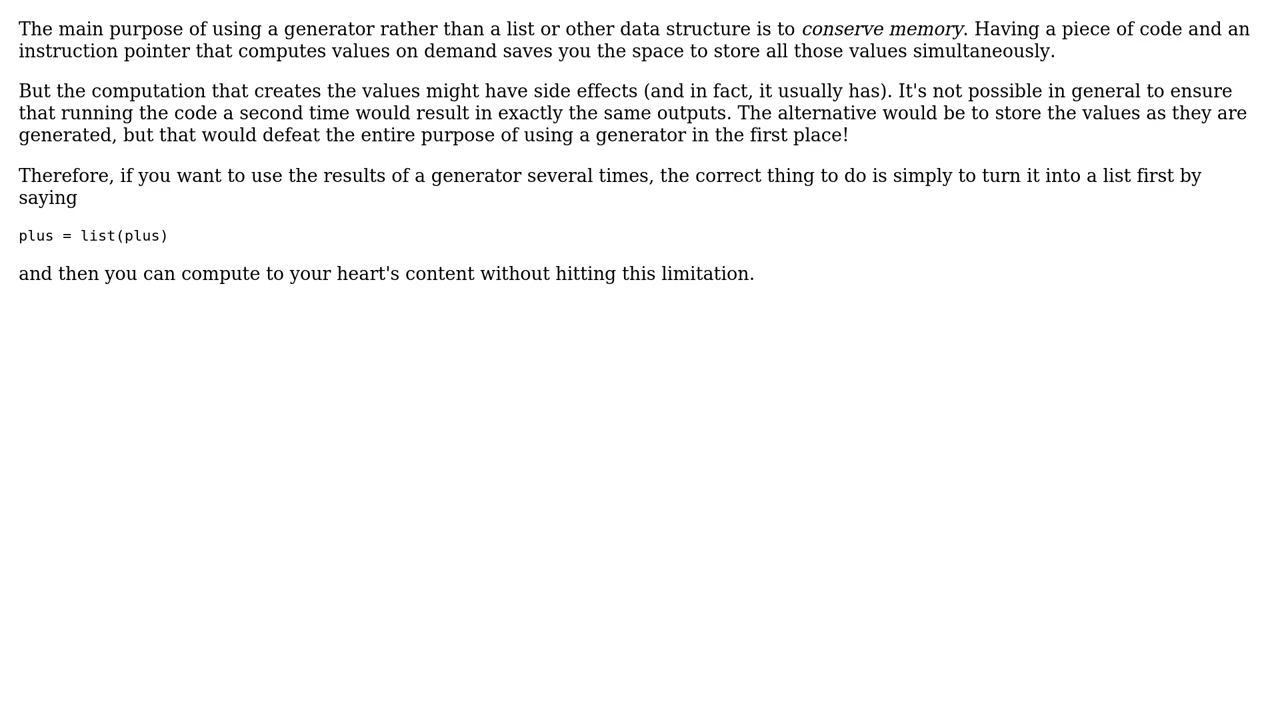 The main purpose of using a generator rather than a list or other data structure is to conserve memory. Having a piece of code and an
instruction pointer that computes values on demand saves you the space to store all those values simultaneously.
But the computation that creates the values might have side effects (and in fact, it usually has). It's not possible in general to ensure
that running the code a second time would result in exactly the same outputs. The alternative would be to store the values as they are
generated, but that would defeat the entire purpose of using a generator in the first place!
Therefore, if you want to use the results of a generator several times, the correct thing to do is simply to turn it into a list first by
saying
plus = list(plus)
and then you can compute to your heart's content without hitting this limitation.